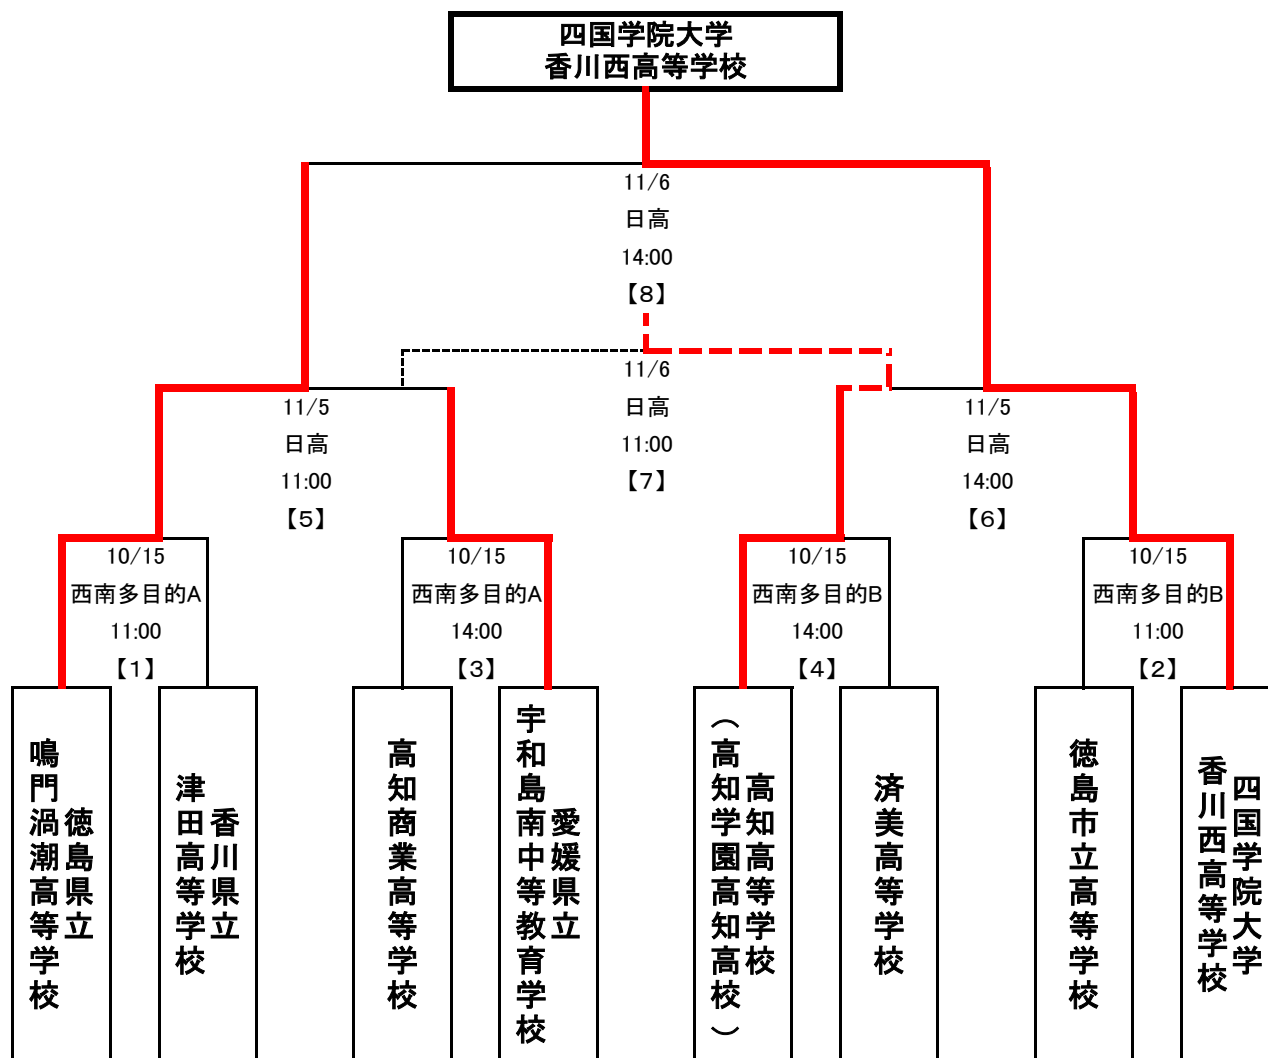 四国学院大学
香川西高等学校
11/6
日高
14:00
【8】
11/6
日高
11:00
【7】
11/5
日高
11:00
【5】
11/5
日高
14:00
【6】
10/15
西南多目的A
11:00
【1】
10/15
西南多目的A
14:00
【3】
10/15
西南多目的B
14:00
【4】
10/15
西南多目的B
11:00
【2】
徳島県立
鳴門渦潮高等学校
香川県立
津田高等学校
高知商業高等学校
愛媛県立
宇和島南中等教育学校
高知高等学校
（高知学園高知高校）
済美高等学校
徳島市立高等学校
四国学院大学
香川西高等学校